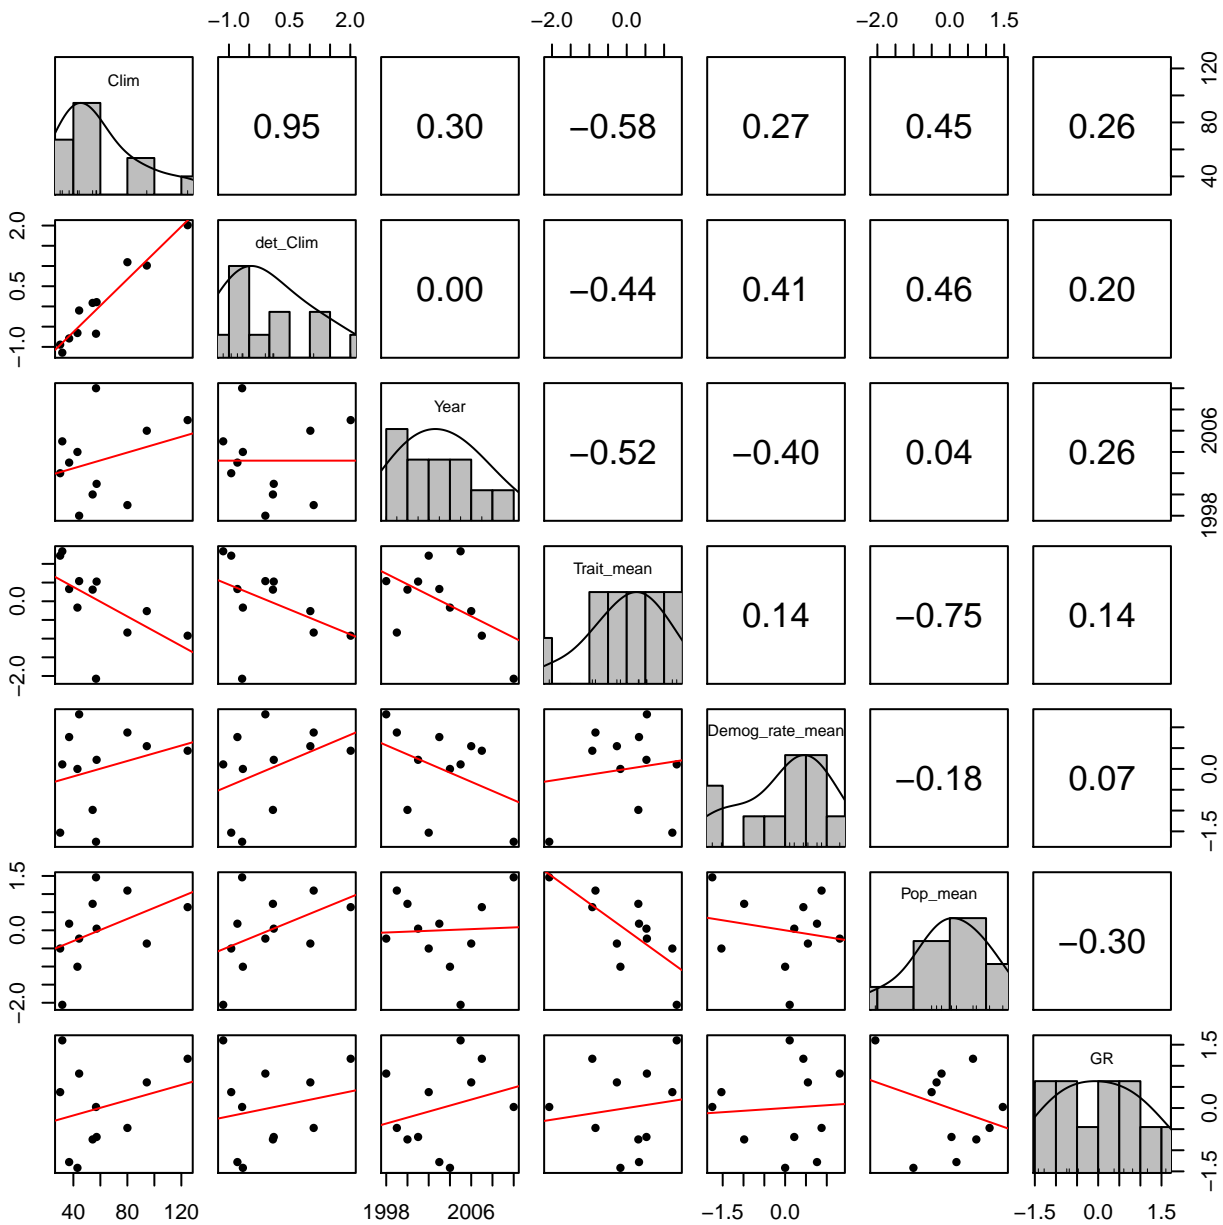 −1.0 0.5 2.0 −2.0 0.0 −2.0 0.0 1.5
Clim 0.95 0.30 −0.58 0.27 0.45 0.26 40 80 120
−1.0 0.5 2.0 det_Clim 0.00 −0.44 0.41 0.46 0.20
Year −0.52 −0.40 0.04 0.26 1998 2006
−2.0 0.0 Trait_mean 0.14 −0.75 0.14
Demog_rate_mean −0.18 0.07 −1.5 0.0
−2.0 0.0 1.5 Pop_mean −0.30
GR −1.5 0.0 1.5
40 80 120 1998 2006 −1.5 0.0 −1.5 0.0 1.5